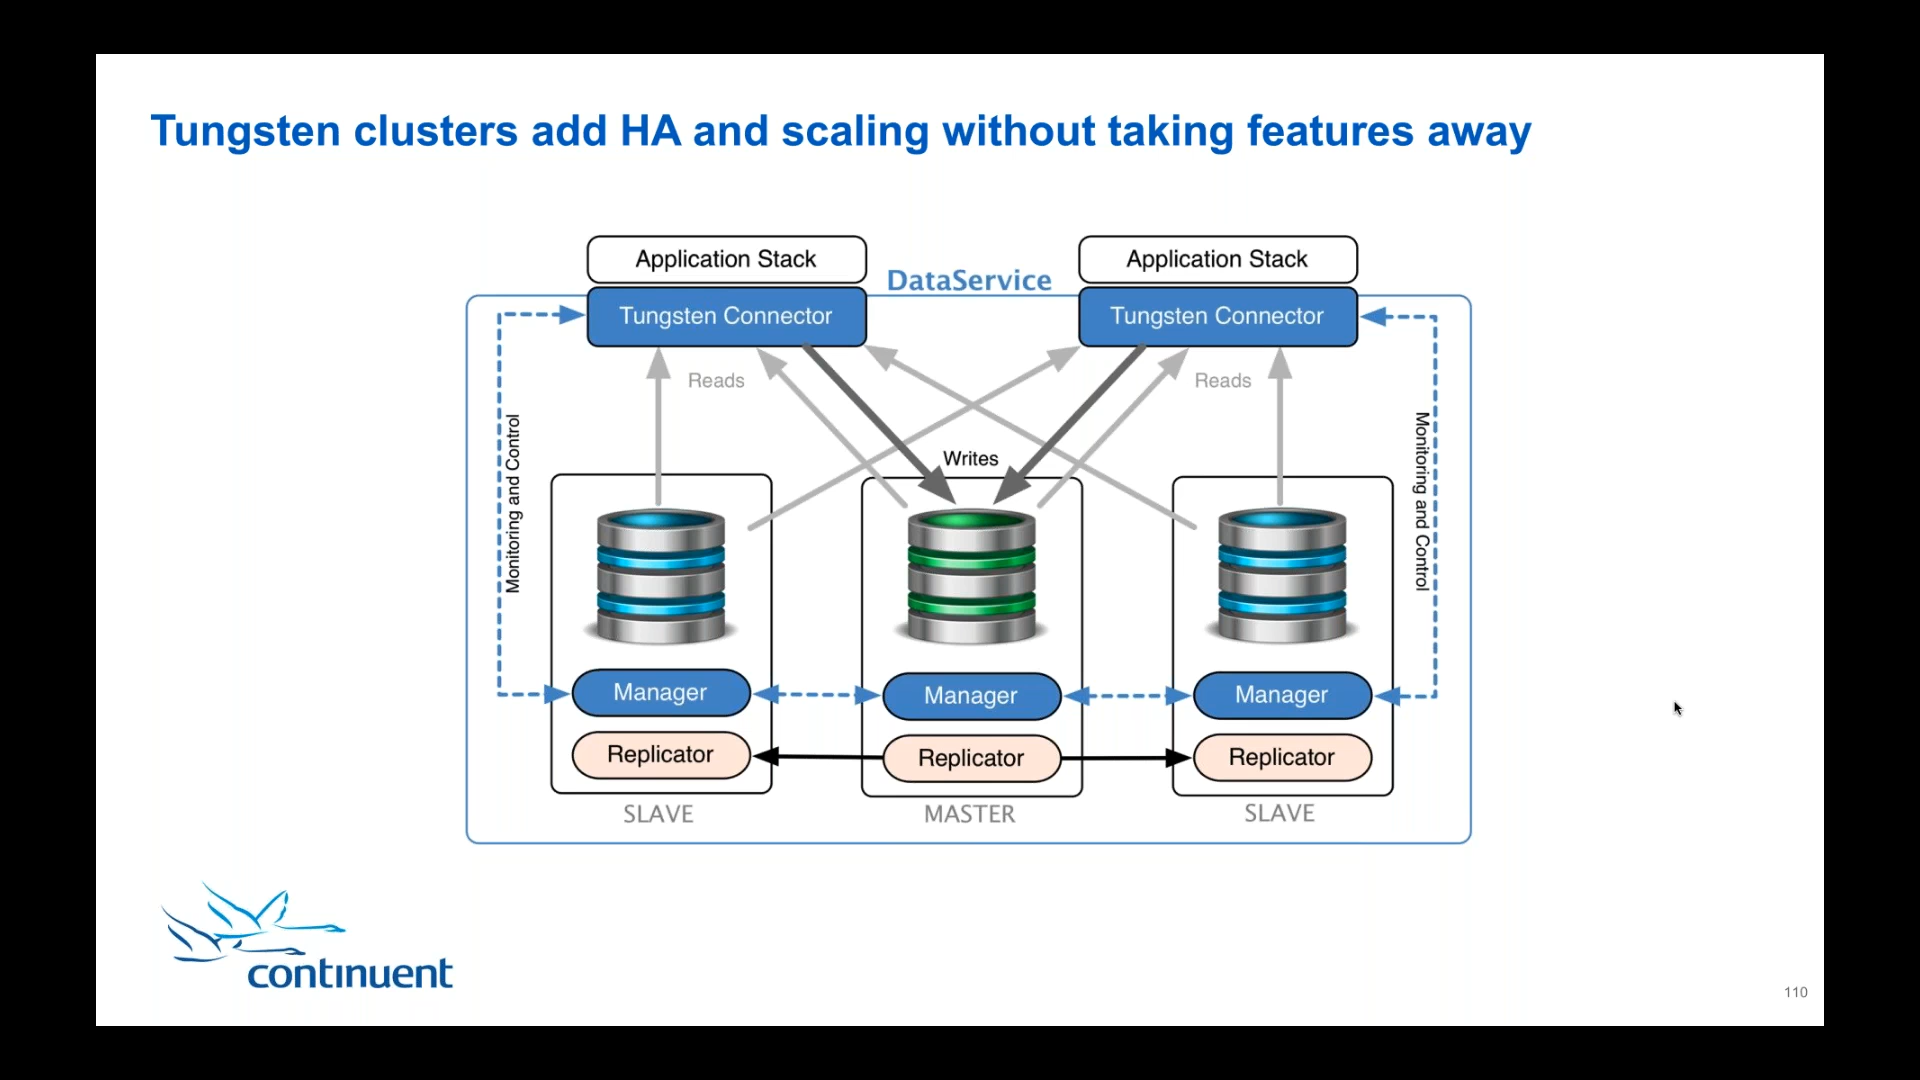 Tungsten clusters add HA and scaling without taking features away
Application Stack
Application Stack
DataService
Tungsten Connector
Tungsten Connector
Reads
Reads
Writes
Monitoring and Control
Monitoring and Control
Manager
Manager
Manager
Replicator
Replicator
Replicator
SLAVE
MASTER
SLAVE
continuent
110